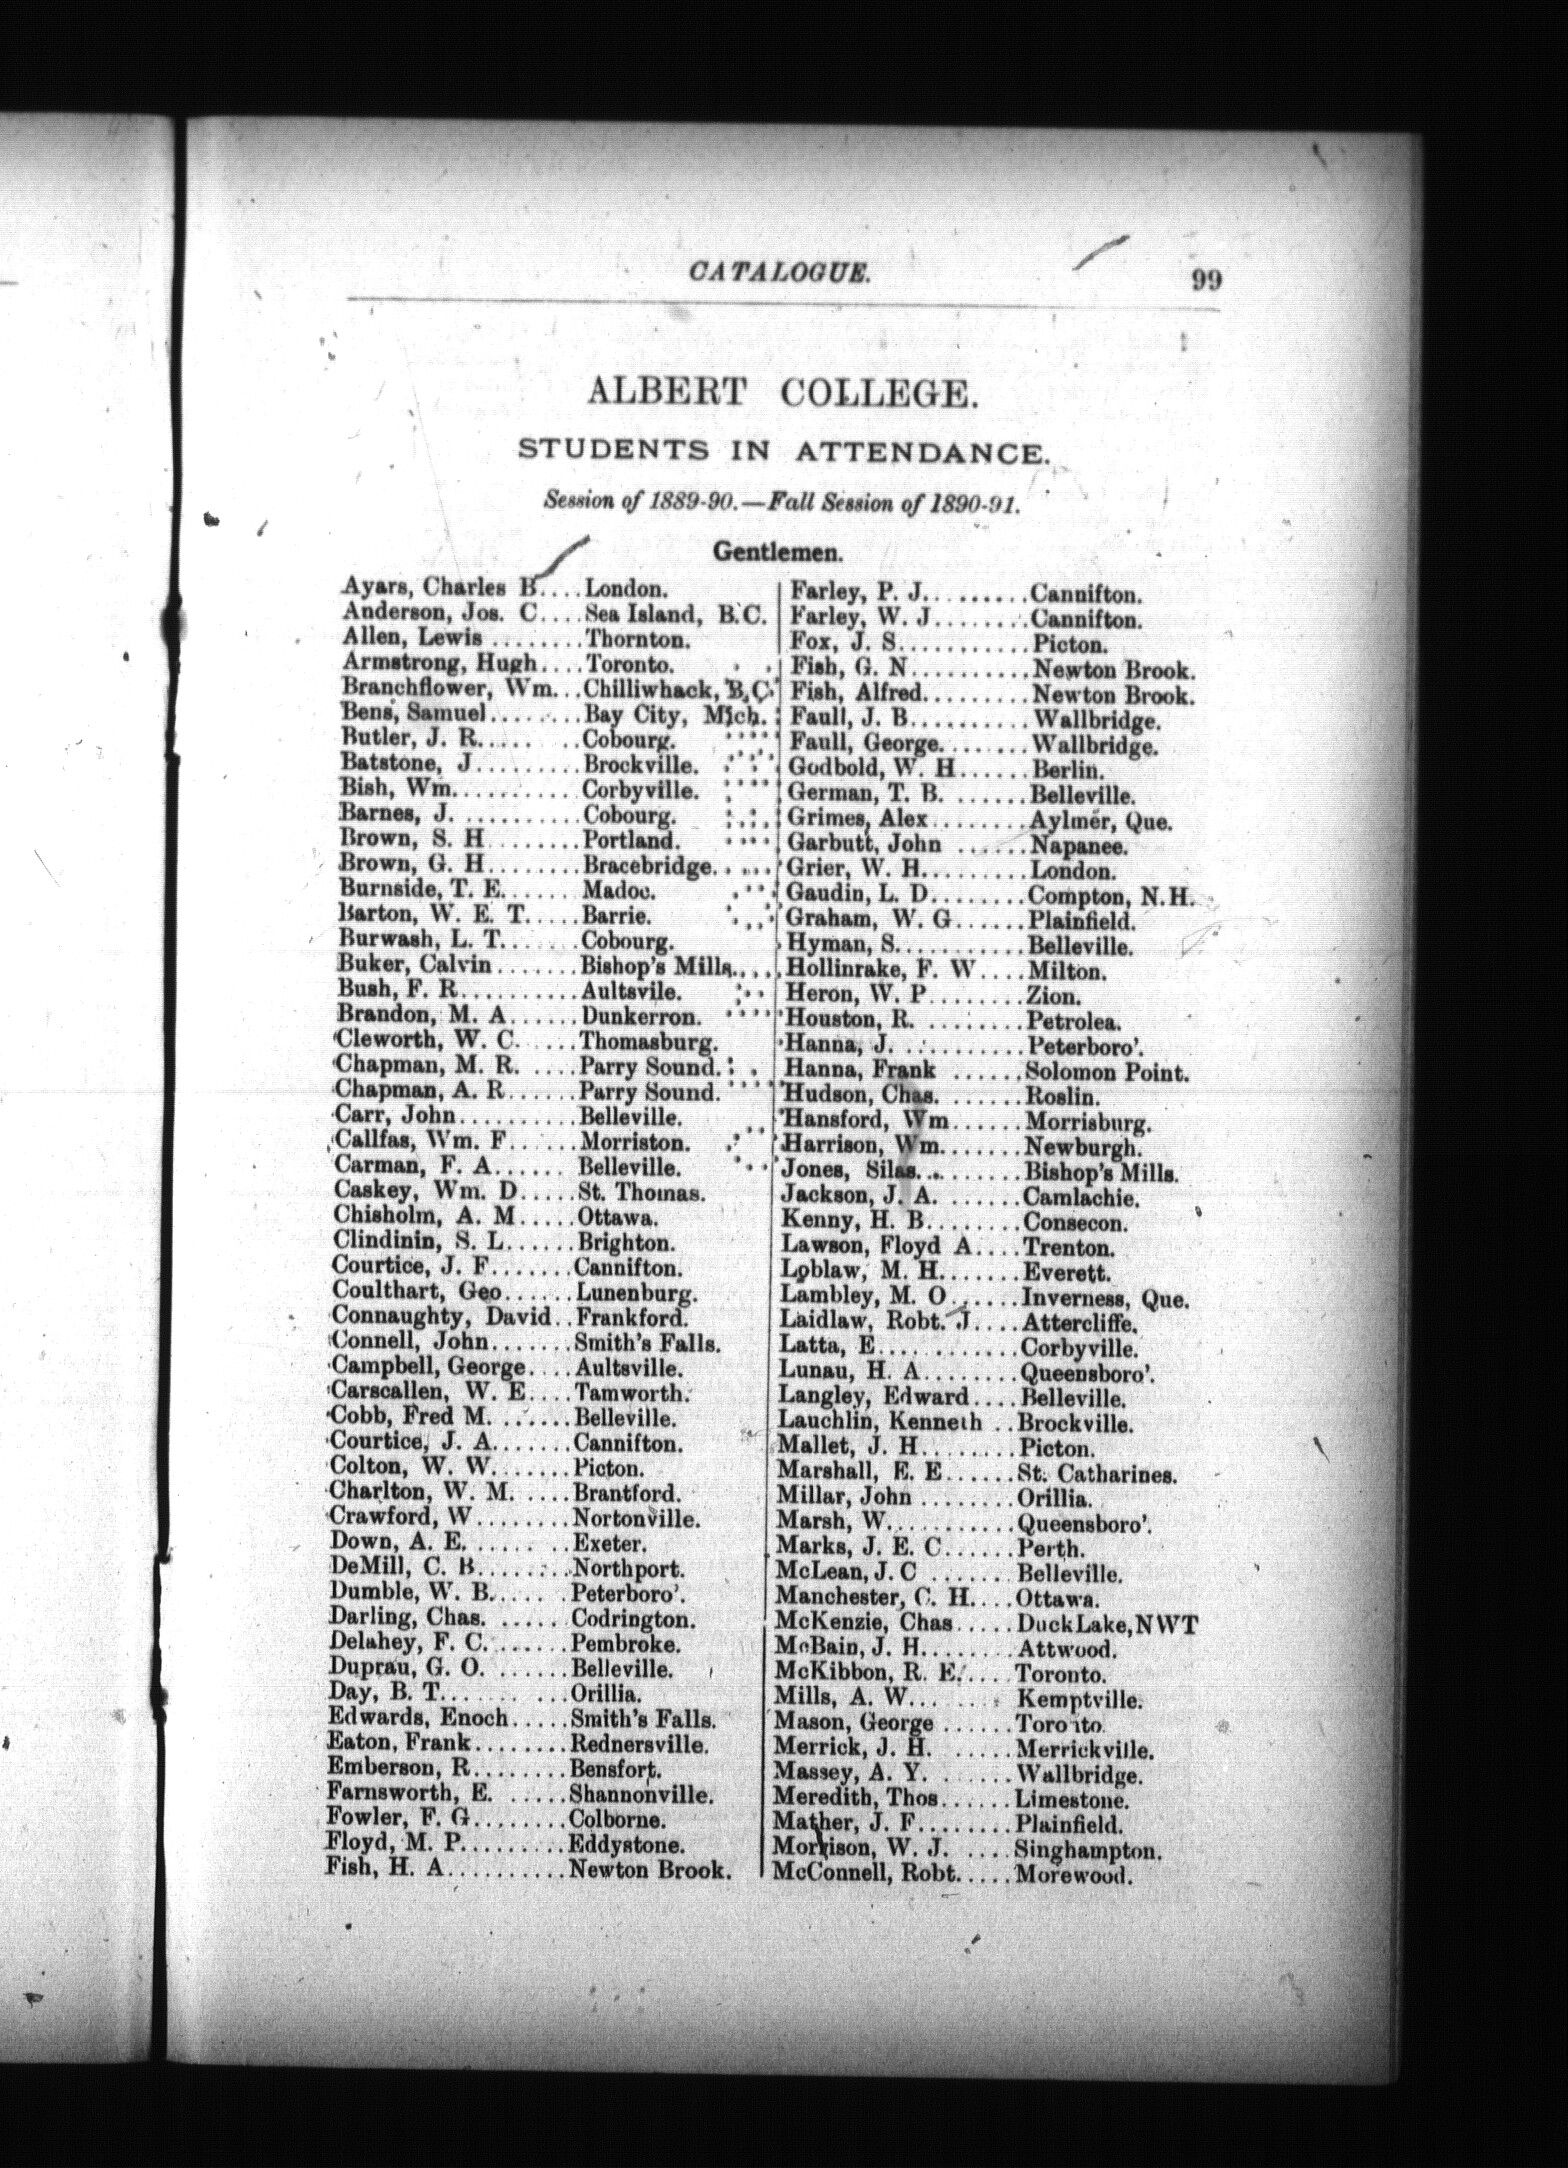 CATALOGUE. 99
ALBERT COLLEGE.
STUDENTS IN ATTENDANCE.
Session of 1889-90.—Fall Session of 1890-91.
Gentlemen.
Ayars, Charles B....London.
Anderson, Jos. C....Sea Island, B.C.
Allen, Lewis ........Thornton.
Armstrong, Hugh....Toronto.
Branchflower, Wm...Chilliwhack, B.C.
Bens, Samuel........Bay City, Mich.
Butler, J. R..... ..Cobourg.
Batstone, J.........Brockville.
Bish, Wm...........Corbyville.
Barnes, J. ..........Cobourg.
Brown, S. H........Portland.
Brown, G. H........Bracebridge.
Burnside, T. E......Madoc.
Barton, W. E. T.....Barrie.
Burwash, L. T.......Cobourg.
Buker, Calvin.......Bishop's Mills.
Bush, F. R..........Aultsvile.
Brandon, M. A......Dunkerron.
Cleworth, W. C. ....Thomasburg.
Chapman, M. R. ....Parry Sound.
Chapman, A. R......Parry Sound.
Carr, John..........Belleville.
Callfas, Wm. F......Morriston.
Carman, F. A...... Belleville.
Caskey, Wm. D.....St. Thomas.
Chisholm, A. M.....Ottawa.
Clindinin, S. L......Brighton.
Courtice, J. F.......Cannifton.
Coulthart, Geo......Lunenburg.
Connaughty, David..Frankford.
Connell, John.......Smith's Falls.
Campbell, George....Aultsville.
Carscallen, W. E....Tamworth.
Cobb, Fred M. ......Belleville.
Courtice, J. A.......Cannifton.
Colton, W. W.......Picton.
Charlton, W. M. ....Brantford.
Crawford, W........Nortonville.
Down, A. E....... ..Exeter.
DeMill, C. B........Northport.
Dumble, W. B..... .Peterboro'.
Darling, Chas. ......Codrington.
Delahey, F. C.......Pembroke.
Duprau, G. O. ......Belleville.
Day, B. T....... ...Orillia.
Edwards, Enoch.....Smith's Falls.
Eaton, Frank........Rednersville.
Emberson, R........Bensfort.
Farnsworth, E. .....Shannonville.
Fowler, F. G........Colborne.
Floyd, M. P.........Eddystone.
Fish, H. A..........Newton Brook.
Farley, P. J.........Cannifton.
Farley, W. J........Cannifton.
Fox, J. S...........Picton.
Fish, G. N..........Newton Brook.
Fish, Alfred.........Newton Brook.
Faull, J. B..........Wallbridge.
Faull, George........Wallbridge.
Godbold, W. H......Berlin.
German, T. B. ......Belleville.
Grimes, Alex........Aylmer, Que.
Garbutt, John ......Napanee.
Grier, W. H.........London.
Gaudin, L. D........Compton, N.H.
Graham, W. G......Plainfield.
Hyman, S...........Belleville.
Hollinrake, F. W....Milton.
Heron, W. P........Zion.
Houston, R. ........Petrolea.
Hanna, J. ..........Peterboro'.
Hanna, Frank ......Solomon Point.
Hudson, Chas. ......Roslin.
Hansford, Wm......Morrisburg.
Harrison, Wm.......Newburgh.
Jones, Silas.........Bishop's Mills.
Jackson, J. A. ......Camlachie.
Kenny, H. B........Consecon.
Lawson, Floyd A....Trenton.
Loblaw, M. H.......Everett.
Lambley, M. O......Inverness, Que.
Laidlaw, Robt. J....Attercliffe.
Latta, E............Corbyville.
Lunau, H. A........Queensboro'.
Langley, Edward....Belleville.
Lauchlin, Kenneth ..Brockville.
Mallet, J. H........Picton.
Marshall, E. E......St. Catharines.
Millar, John ........Orillia.
Marsh, W...........Queensboro'.
Marks, J. E. C......Perth.
McLean, J. C .......Belleville.
Manchester, C. H....Ottawa.
McKenzie, Chas.....Duck Lake, NWT
McBain, J. H........Attwood.
McKibbon, R. E.....Toronto.
Mills, A. W........ Kemptville.
Mason, George ......Toronto.
Merrick, J. H. .....Merrickville.
Massey, A. Y. ......Wallbridge.
Meredith, Thos......Limestone.
Mather, J. F........Plainfield.
Morrison, W. J. ....Singhampton.
McConnell, Robt.....Morewood.